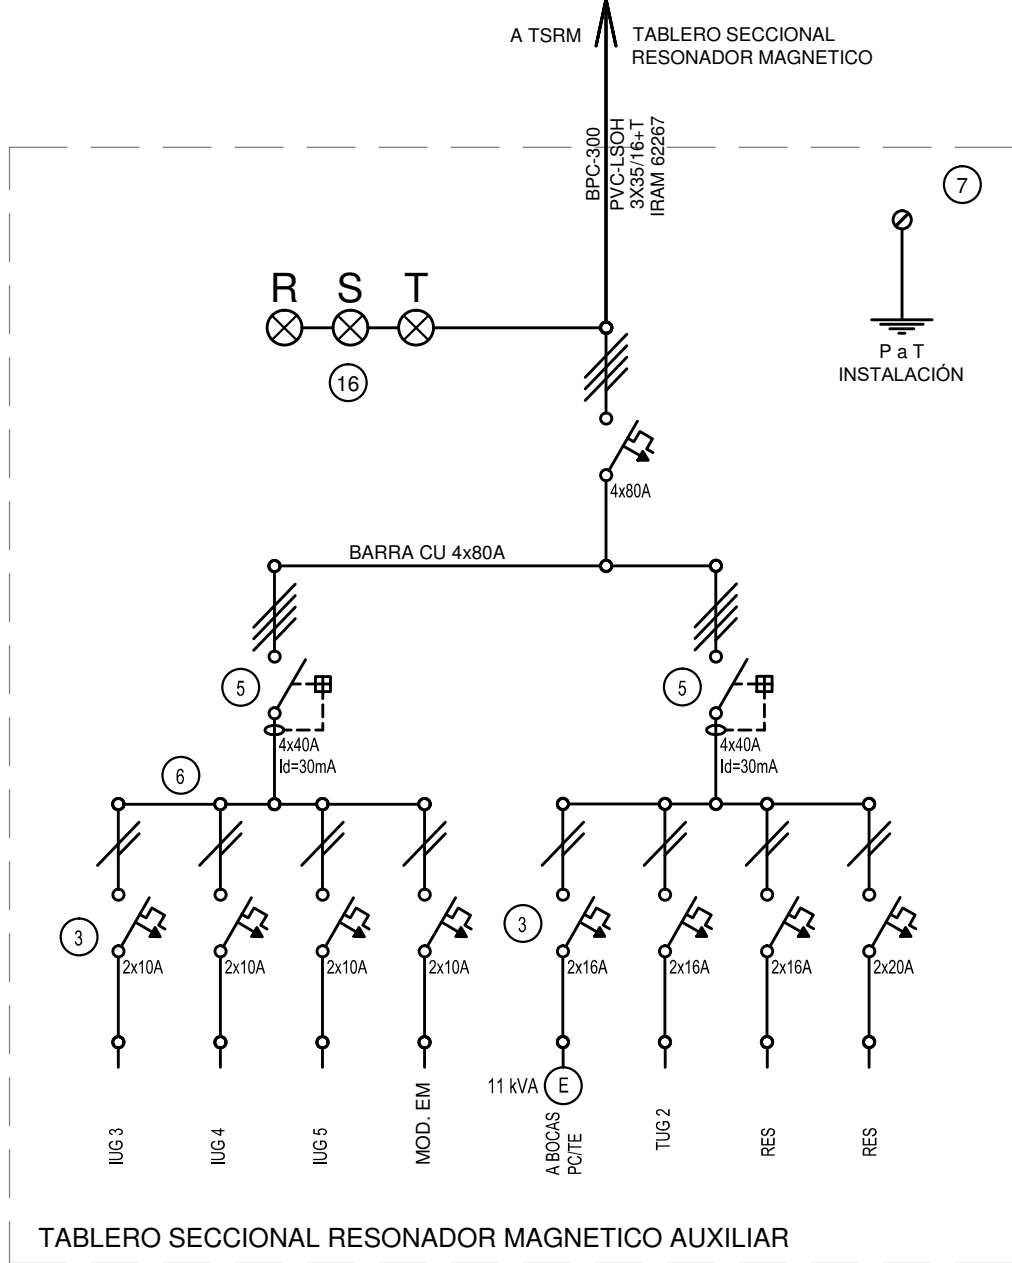 A TSRM
TABLERO SECCIONAL
RESONADOR MAGNETICO
BPC-300
PVC-LSOH
3X35/16+T
IRAM 62267
7
R S T
16
P a T
INSTALACIÓN
4x80A
BARRA CU 4x80A
5
4x40A
Id=30mA
5
4x40A
Id=30mA
6
3
2x10A
2x10A
2x10A
2x10A
3
2x16A
2x16A
2x16A
2x20A
11 kVA
E
IUG 3
IUG 4
IUG 5
MOD. EM
A BOCAS
PC/TE
TUG 2
RES
RES
TABLERO SECCIONAL RESONADOR MAGNETICO AUXILIAR